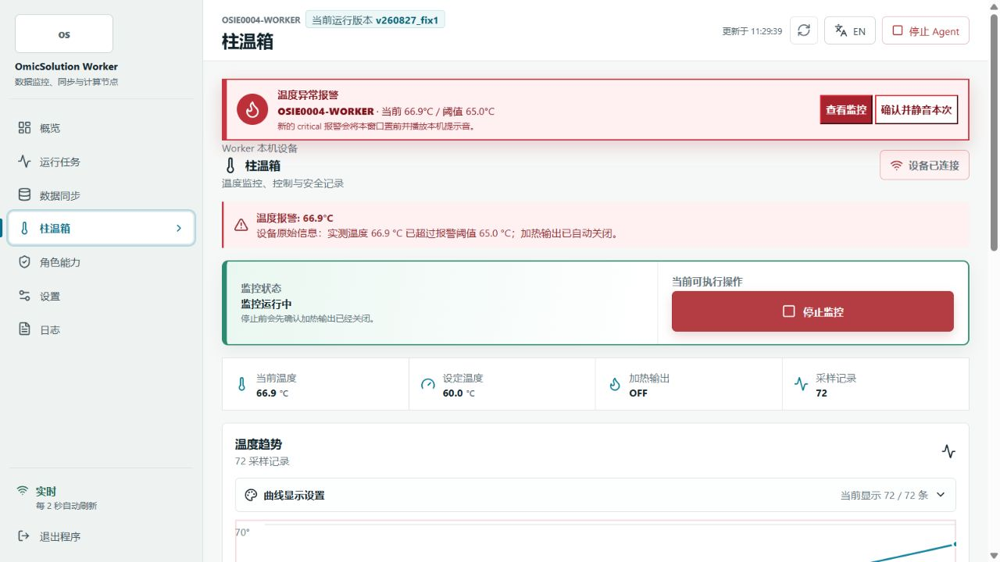 OS
OmicSolution Worker
数据监控、同步与计算节点
概览
运行任务
数据同步
柱温箱
角色能力
设置
日志
实时
每 2 秒自动刷新
退出程序
OSIE0004-WORKER 当前运行版本 v260827_fix1
柱温箱
更新于 11:29:39
EN
停止 Agent
温度异常报警
OSIE0004-WORKER · 当前 66.9°C / 阈值 65.0°C
新的 critical 报警会将本窗口置前并播放本机提示音。
查看监控
确认并静音本次
Worker 本机设备
柱温箱
温度监控、控制与安全记录
设备已连接
温度报警: 66.9°C
设备原始信息：实测温度 66.9 °C 已超过报警阈值 65.0 °C；加热输出已自动关闭。
监控状态
监控运行中
停止前会先确认加热输出已经关闭。
当前可执行操作
停止监控
当前温度
66.9 °C
设定温度
60.0 °C
加热输出
OFF
采样记录
72
温度趋势
72 采样记录
曲线显示设置
当前显示 72 / 72 条
70°